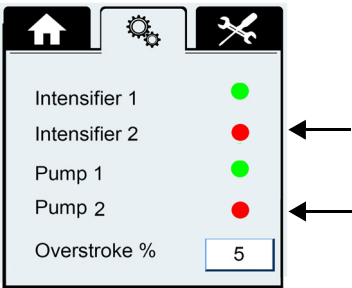 Intensifier 1
Intensifier 2
Pump 1
Pump 2
Overstroke % 5